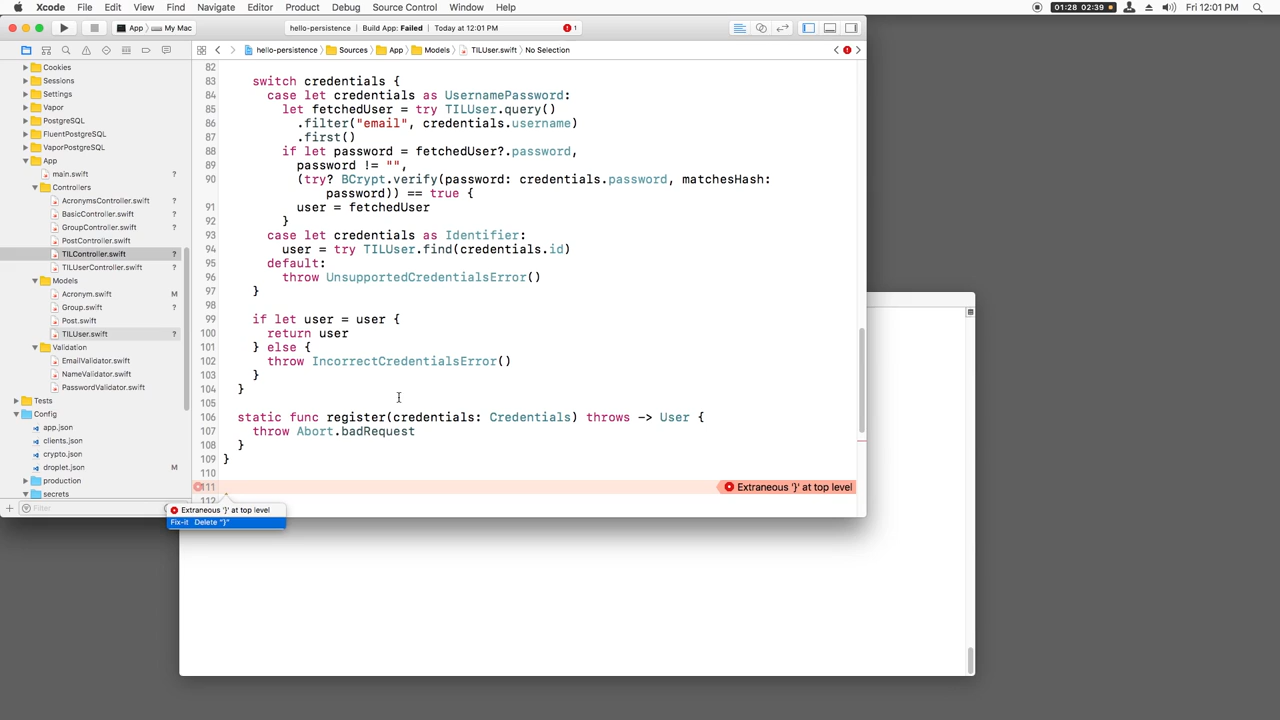 Xcode File Edit View Find Navigate Editor Product Debug Source Control Window Help 01:28 02:39 Fri 12:01 PM
App My Mac hello-persistence Build App: Failed Today at 12:01 PM 1
hello-persistence Sources App Models TILUser.swift No Selection
Cookies
Sessions
Settings
Vapor
PostgreSQL
FluentPostgreSQL
VaporPostgreSQL
App
main.swift ?
Controllers
AcronymsController.swift ?
BasicController.swift ?
GroupController.swift ?
PostController.swift ?
TILController.swift ?
TILUserController.swift ?
Models
Acronym.swift M
Group.swift ?
Post.swift ?
TILUser.swift ?
Validation
EmailValidator.swift ?
NameValidator.swift ?
PasswordValidator.swift ?
Tests
Config
app.json
clients.json
crypto.json
droplet.json M
production
secrets
Filter
82
83 switch credentials {
84 case let credentials as UsernamePassword:
85 let fetchedUser = try TILUser.query()
86 .filter("email", credentials.username)
87 .first()
88 if let password = fetchedUser?.password,
89 password != "",
90 (try? BCrypt.verify(password: credentials.password, matchesHash:
password)) == true {
91 user = fetchedUser
92 }
93 case let credentials as Identifier:
94 user = try TILUser.find(credentials.id)
95 default:
96 throw UnsupportedCredentialsError()
97 }
98
99 if let user = user {
100 return user
101 } else {
102 throw IncorrectCredentialsError()
103 }
104 }
105
106 static func register(credentials: Credentials) throws -> User {
107 throw Abort.badRequest
108 }
109 }
110
111 Extraneous '}' at top level
112
Extraneous '}' at top level
Fix-it Delete "}"